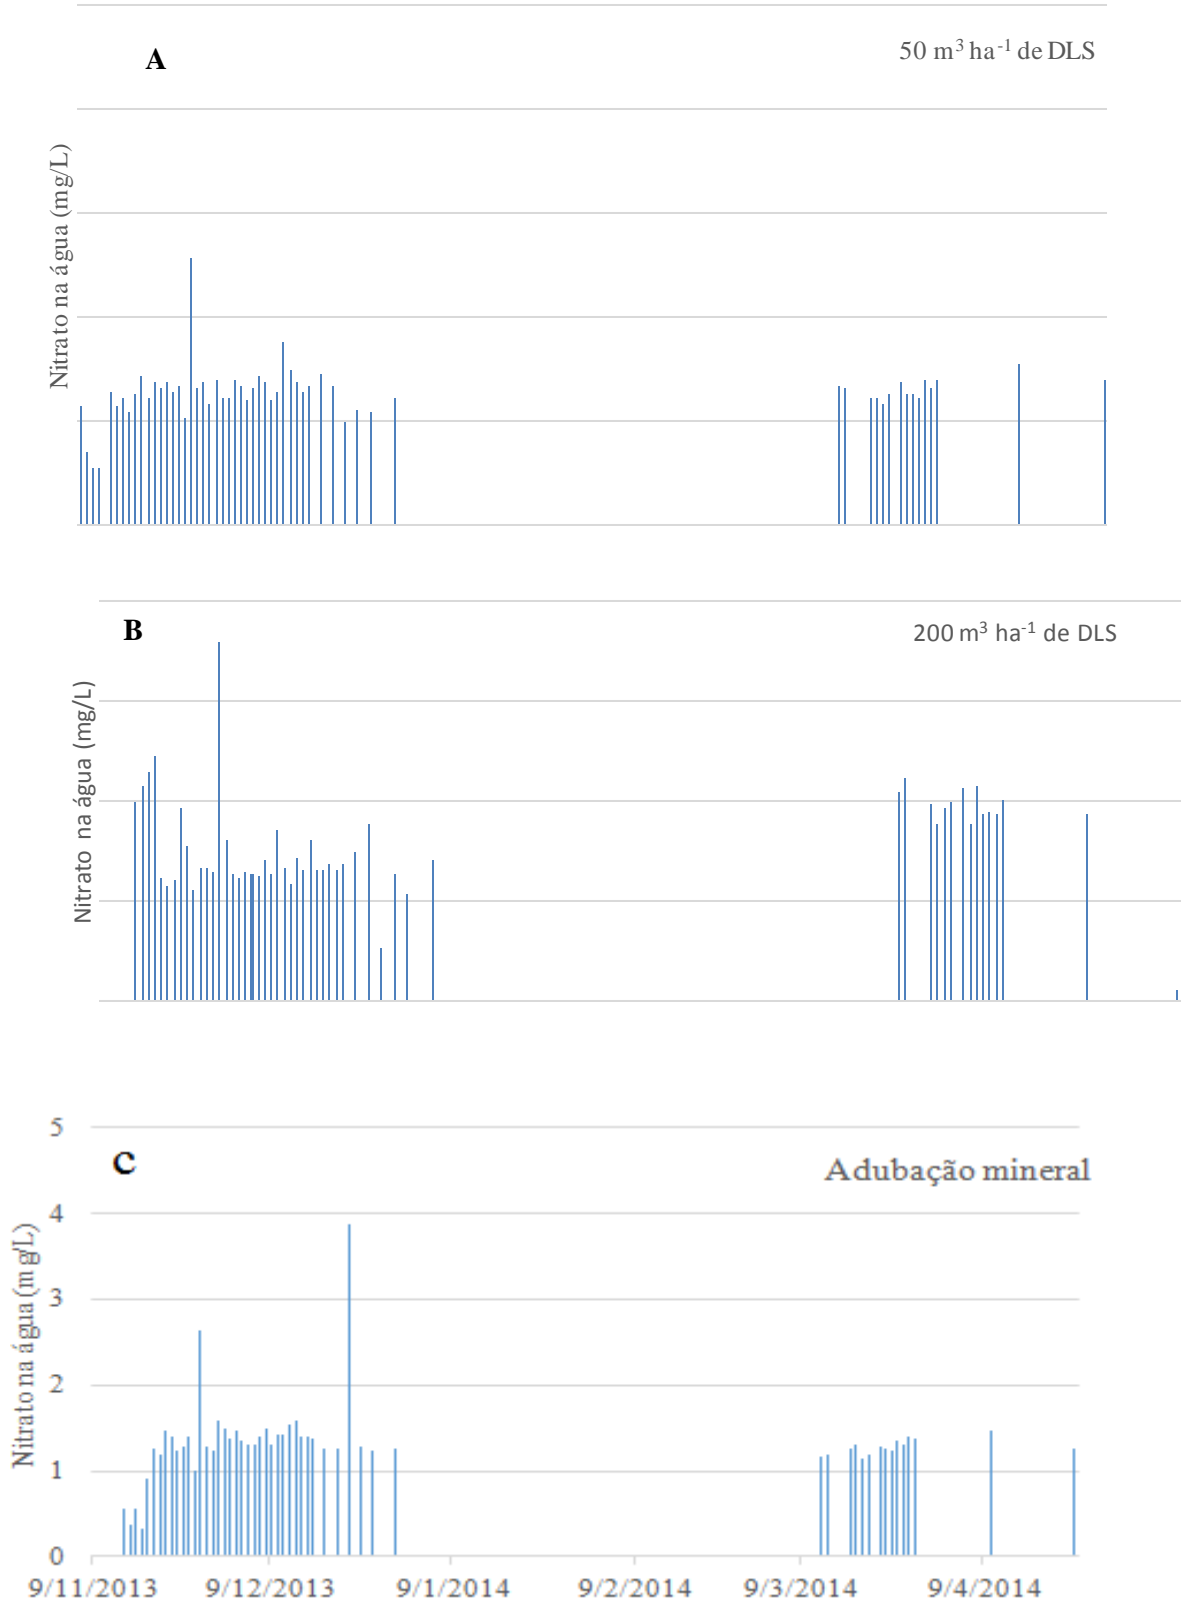 A
50 m³ ha⁻¹ de DLS
Nitrato na água (mg/L)
B
200 m³ ha⁻¹ de DLS
Nitrato na água (mg/L)
5
C
Adubação mineral
4
3
2
1
0
Nitrato na água (mg/L)
9/11/2013 9/12/2013 9/1/2014 9/2/2014 9/3/2014 9/4/2014